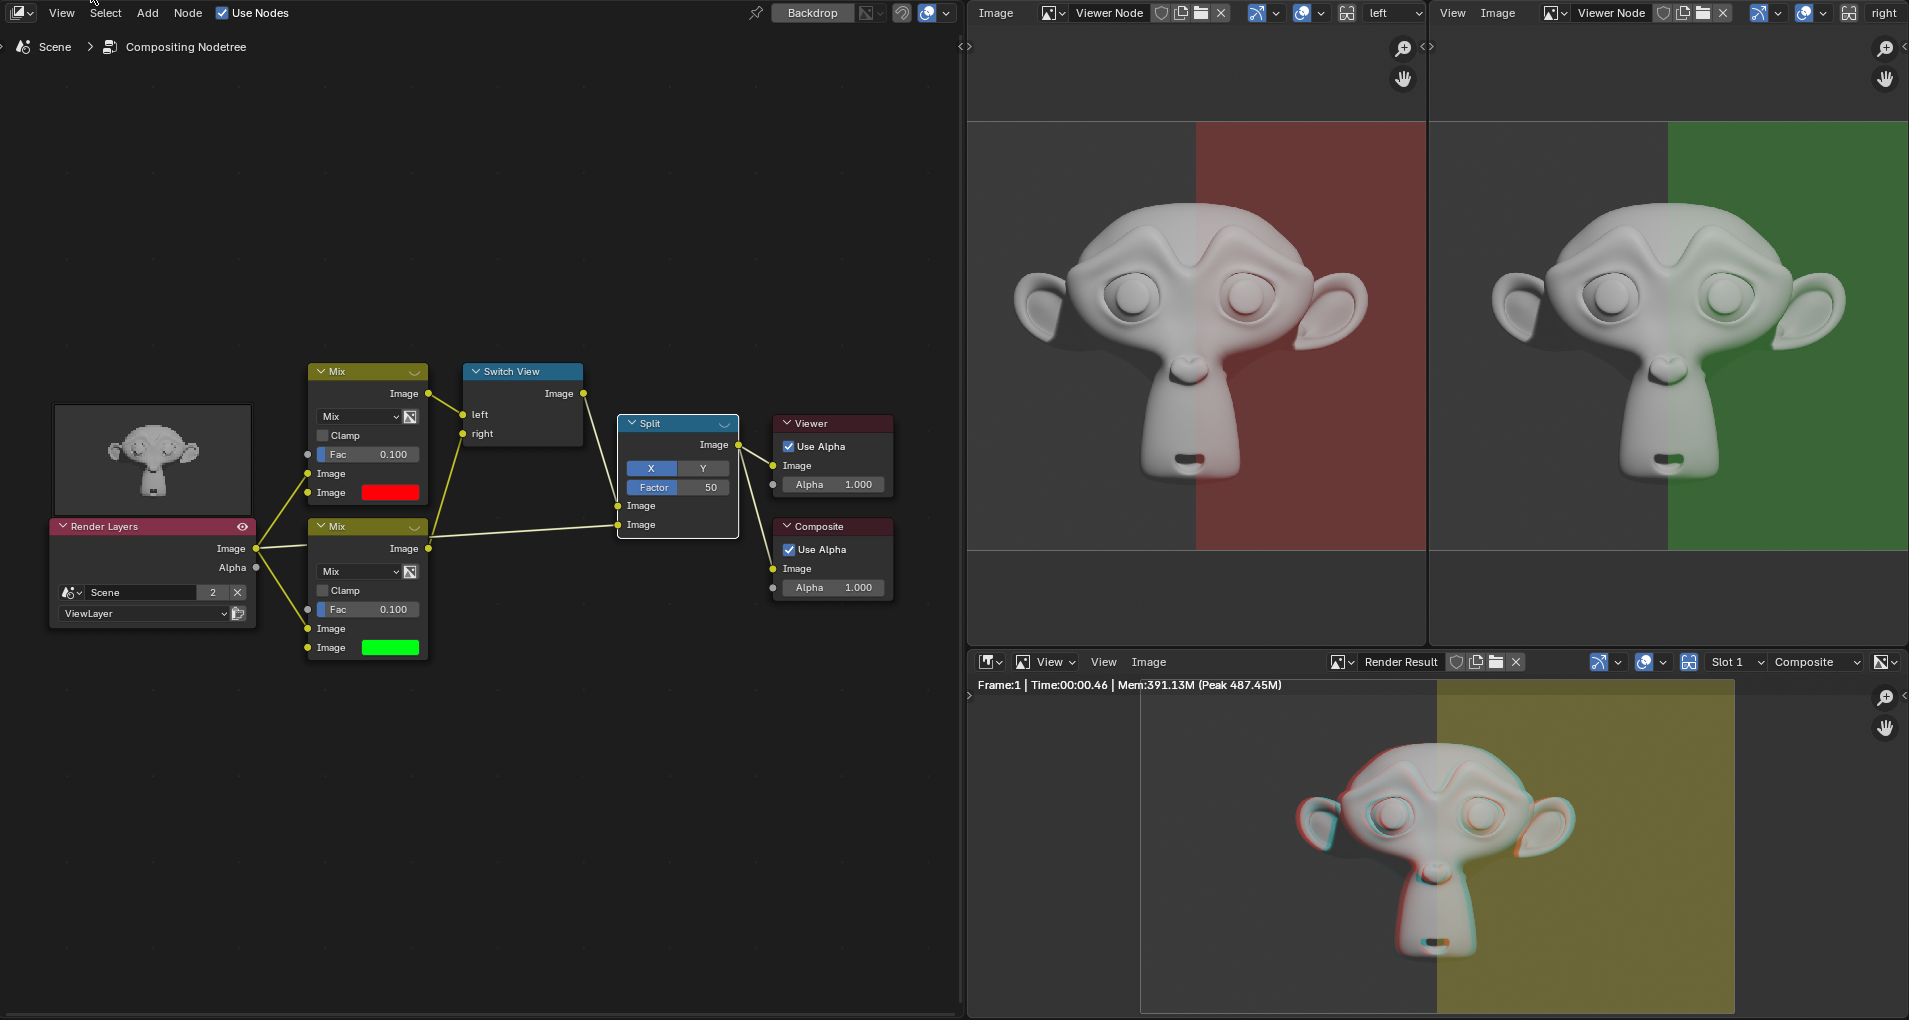 View Select Add Node Use Nodes Backdrop
Scene Compositing Nodetree
Mix
Image
Mix
Clamp
Fac 0.100
Image
Image
Switch View
Image
left
right
Split
Image
X Y
Factor 50
Image
Image
Viewer
Use Alpha
Image
Alpha 1.000
Render Layers
Image
Alpha
Scene 2
ViewLayer
Mix
Image
Mix
Clamp
Fac 0.100
Image
Image
Composite
Use Alpha
Image
Alpha 1.000
Image Viewer Node left
View Image Viewer Node right
View View Image Render Result Slot 1 Composite
Frame:1 | Time:00:00.46 | Mem:391.13M (Peak 487.45M)